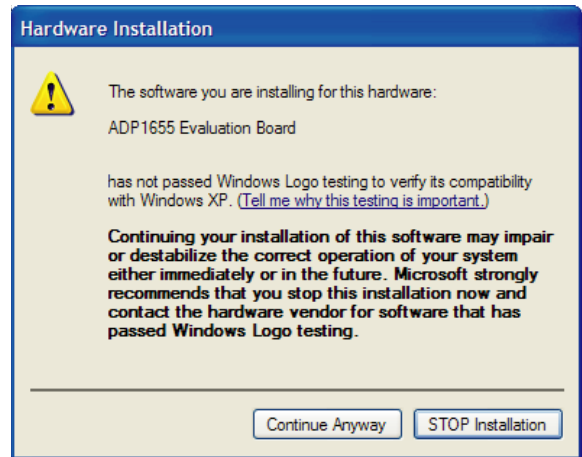 Hardware Installation
The software you are installing for this hardware:
ADP1655 Evaluation Board
has not passed Windows Logo testing to verify its compatibility
with Windows XP. (Tell me why this testing is important.)
Continuing your installation of this software may impair
or destabilize the correct operation of your system
either immediately or in the future. Microsoft strongly
recommends that you stop this installation now and
contact the hardware vendor for software that has
passed Windows Logo testing.
Continue Anyway
STOP Installation